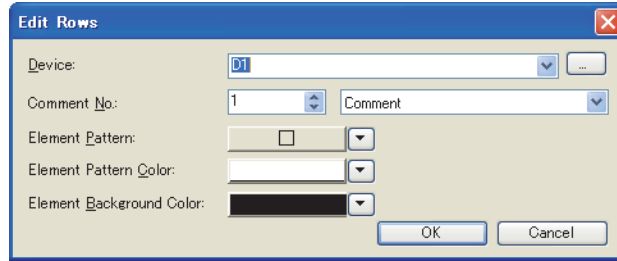 Edit Rows
Device: D1 ...
Comment No.: 1 Comment
Element Pattern:
Element Pattern Color:
Element Background Color:
OK Cancel